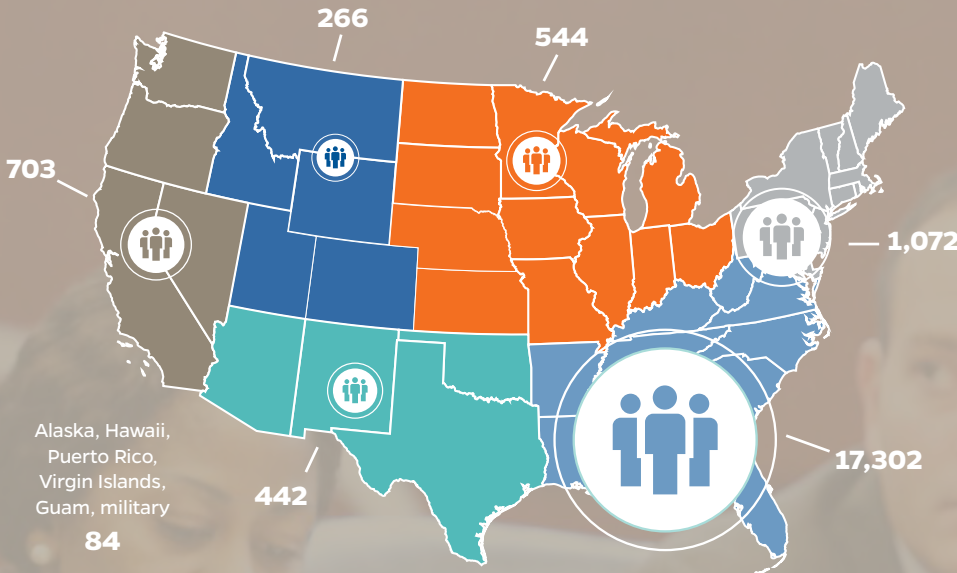 266
544
703
1,072
17,302
442
Alaska, Hawaii,
Puerto Rico,
Virgin Islands,
Guam, military
84